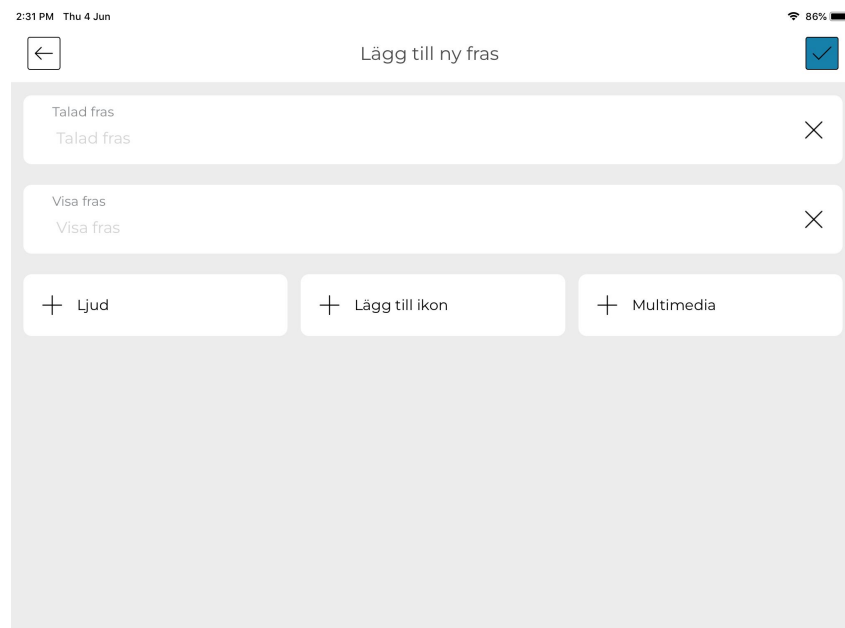 2:31 PM Thu 4 Jun
86%
Lägg till ny fras
Talad fras
Talad fras
Visa fras
Visa fras
Ljud
Lägg till ikon
Multimedia